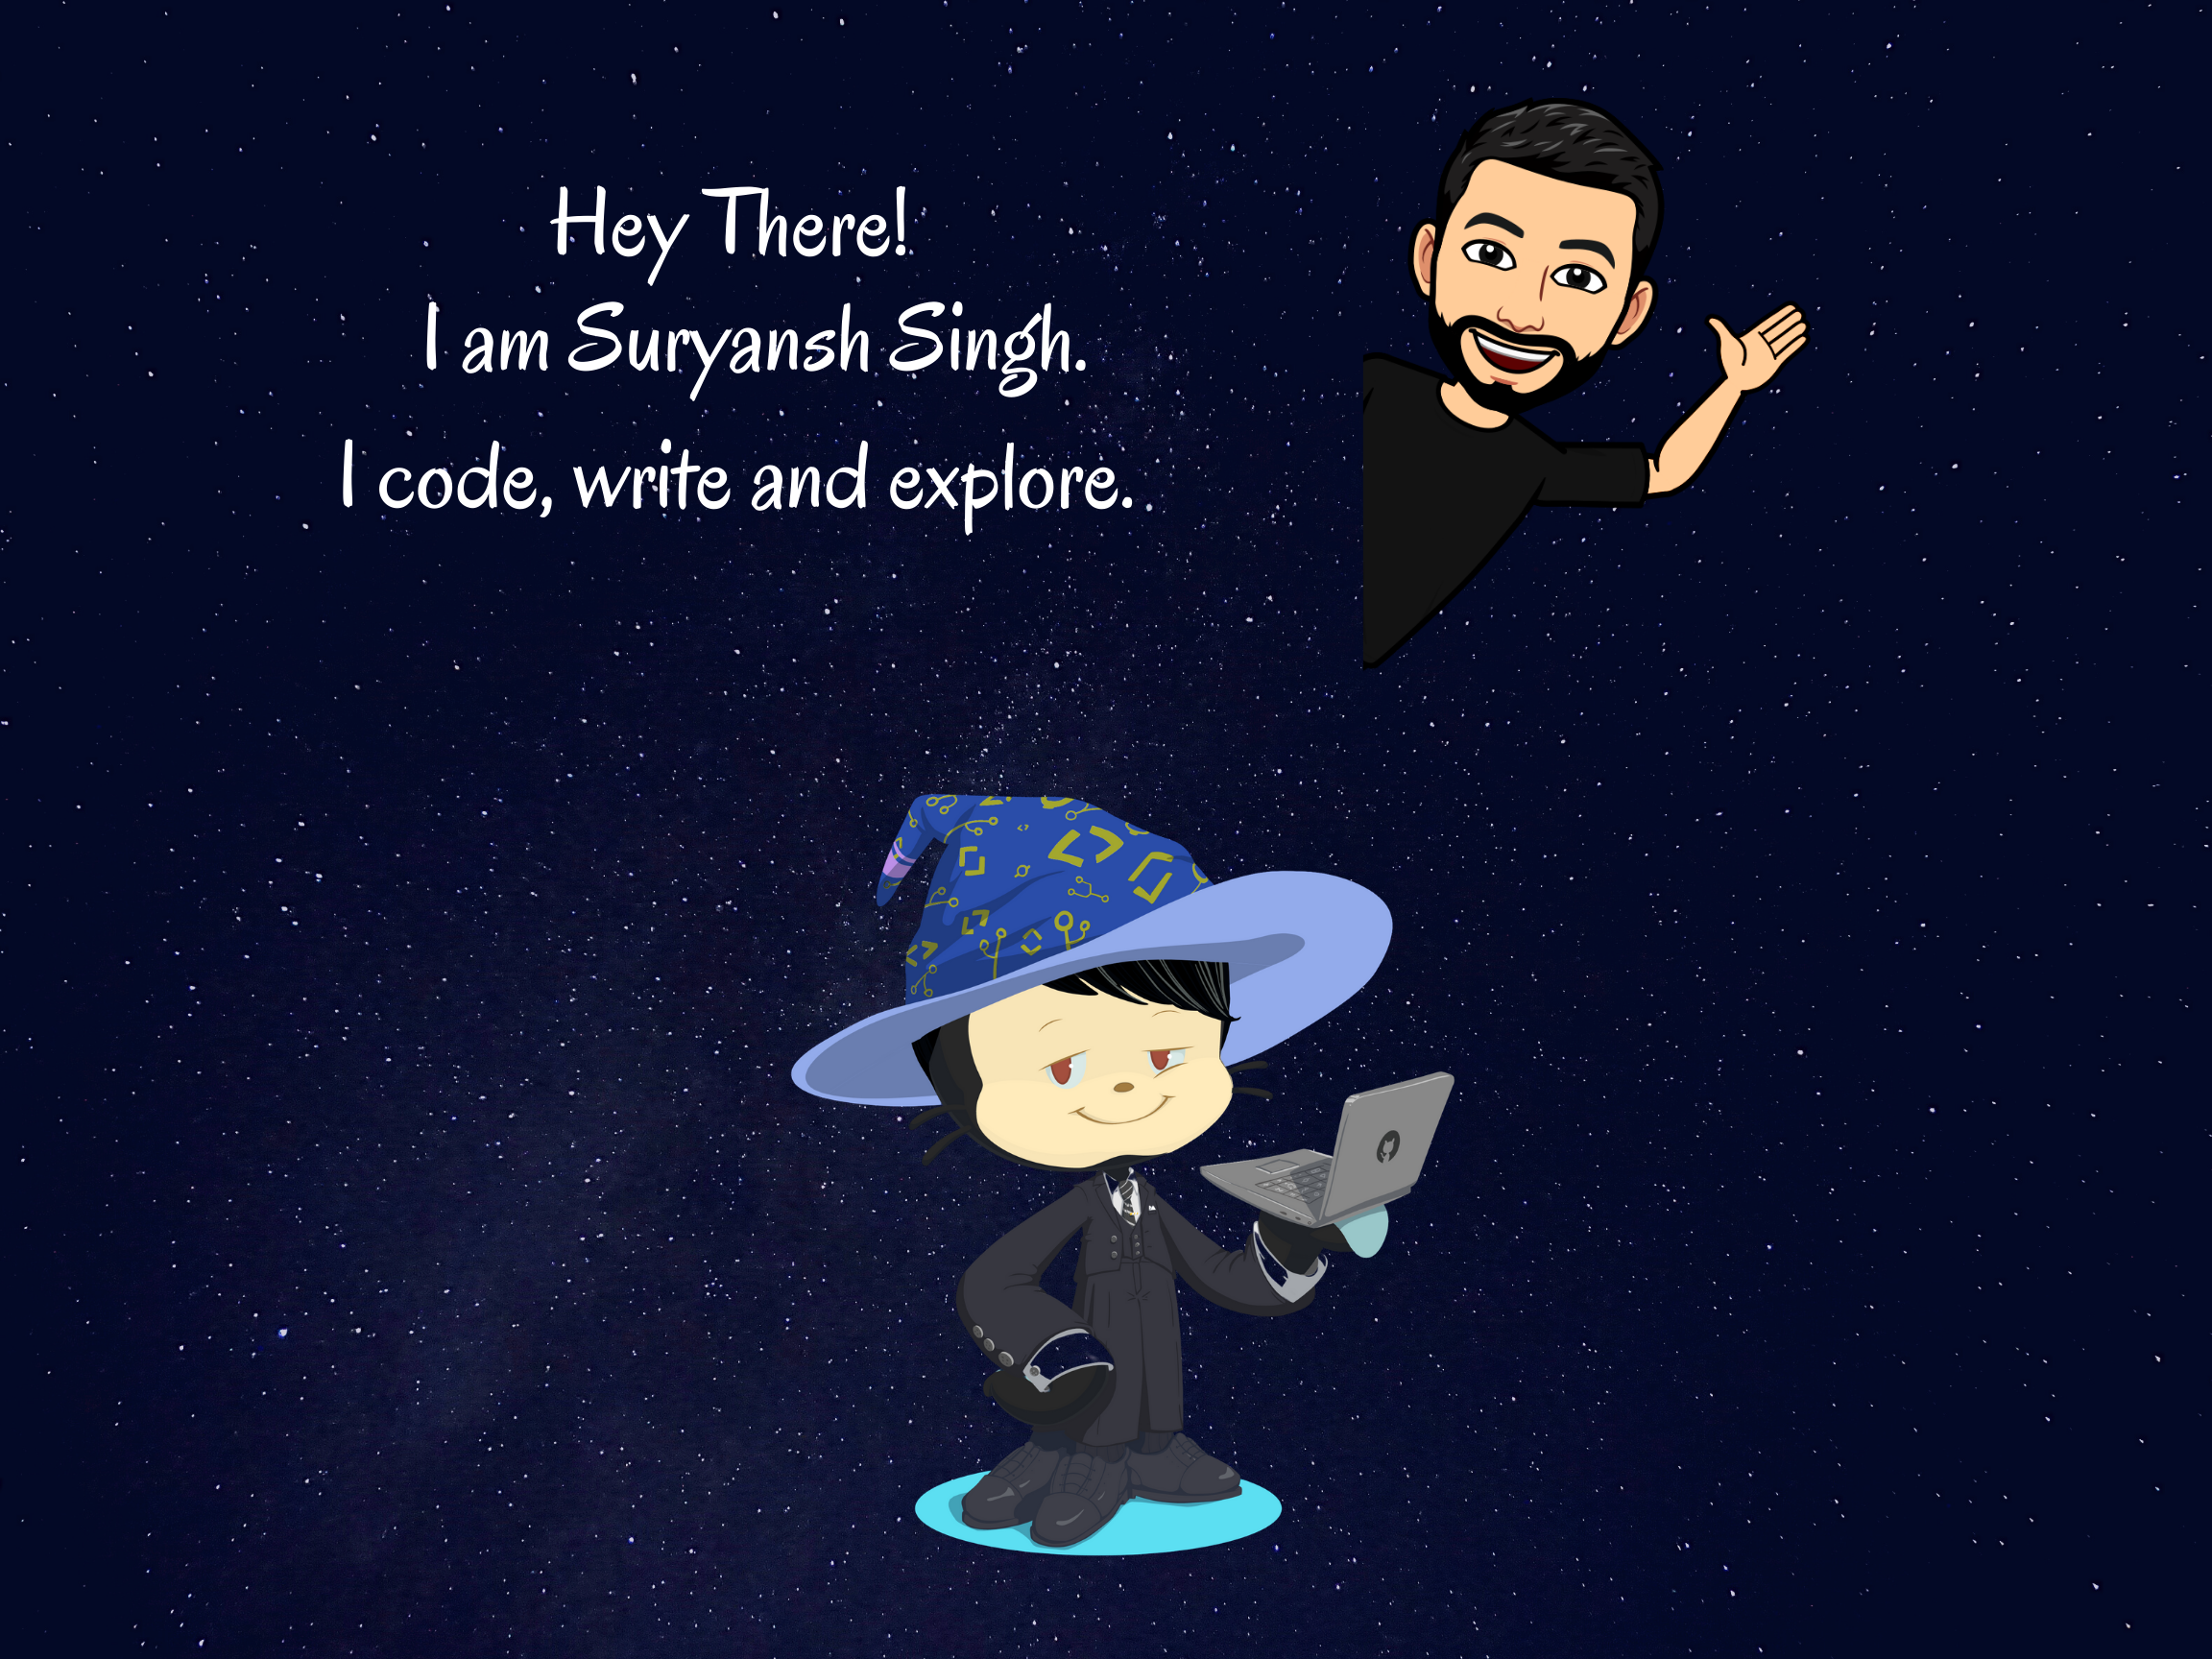 Hey There!
I am Suryansh Singh.
I code, write and explore.